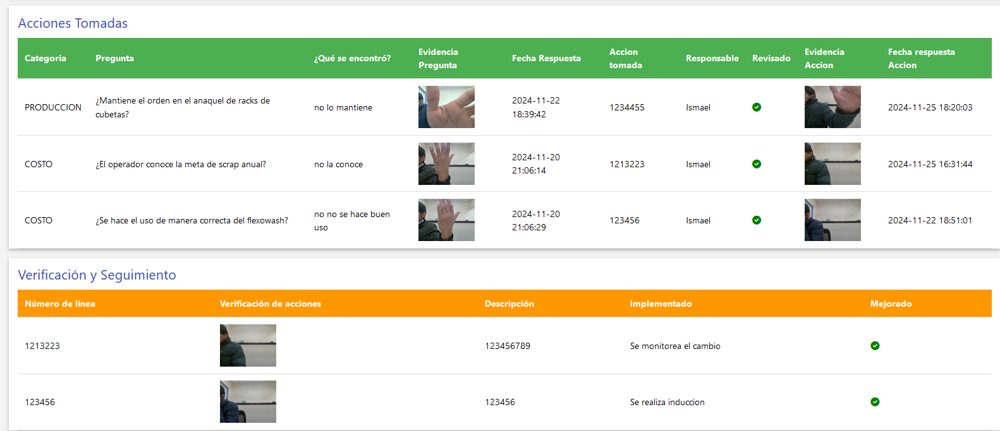 Acciones Tomadas
Categoria Pregunta ¿Qué se encontró? Evidencia Pregunta Fecha Respuesta Accion tomada Responsable Revisado Evidencia Accion Fecha respuesta Accion
PRODUCCION ¿Mantiene el orden en el anaquel de racks de cubetas? no lo mantiene 2024-11-22 18:39:42 1234455 Ismael 2024-11-25 18:20:03
COSTO ¿El operador conoce la meta de scrap anual? no la conoce 2024-11-20 21:06:14 1213223 Ismael 2024-11-25 16:31:44
COSTO ¿Se hace el uso de manera correcta del flexowash? no no se hace buen uso 2024-11-20 21:06:29 123456 Ismael 2024-11-22 18:51:01
Verificación y Seguimiento
Número de línea Verificación de acciones Descripción Implementado Mejorado
1213223 123456789 Se monitorea el cambio
123456 123456 Se realiza induccion